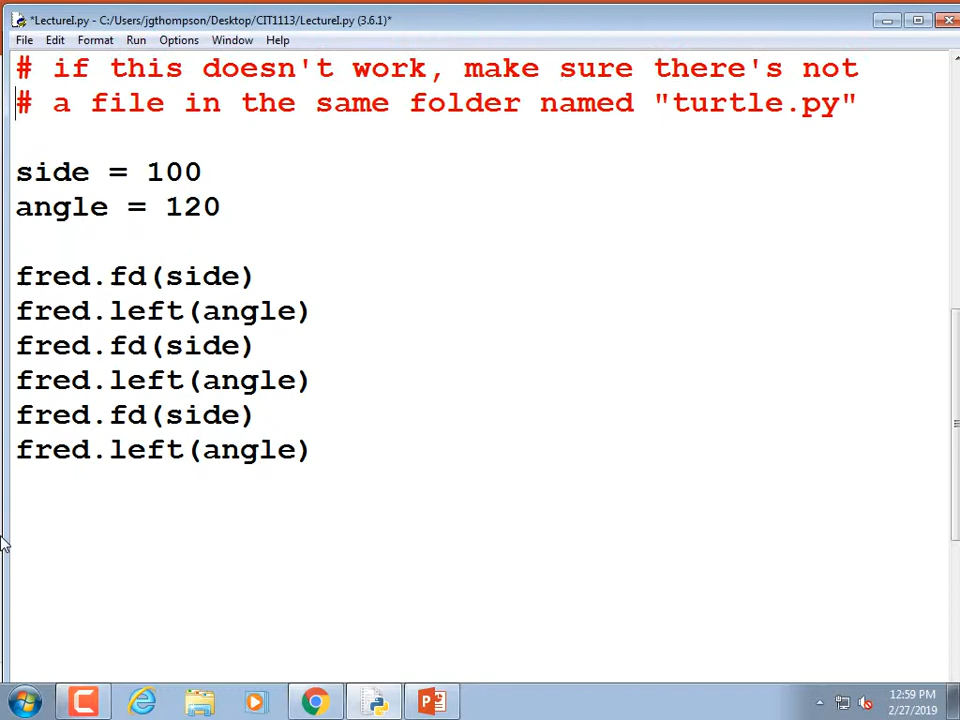 *LectureI.py - C:/Users/jgthompson/Desktop/CIT1113/LectureI.py (3.6.1)*
File Edit Format Run Options Window Help
# if this doesn't work, make sure there's not
# a file in the same folder named "turtle.py"
side = 100
angle = 120
fred.fd(side)
fred.left(angle)
fred.fd(side)
fred.left(angle)
fred.fd(side)
fred.left(angle)
12:59 PM
2/27/2019